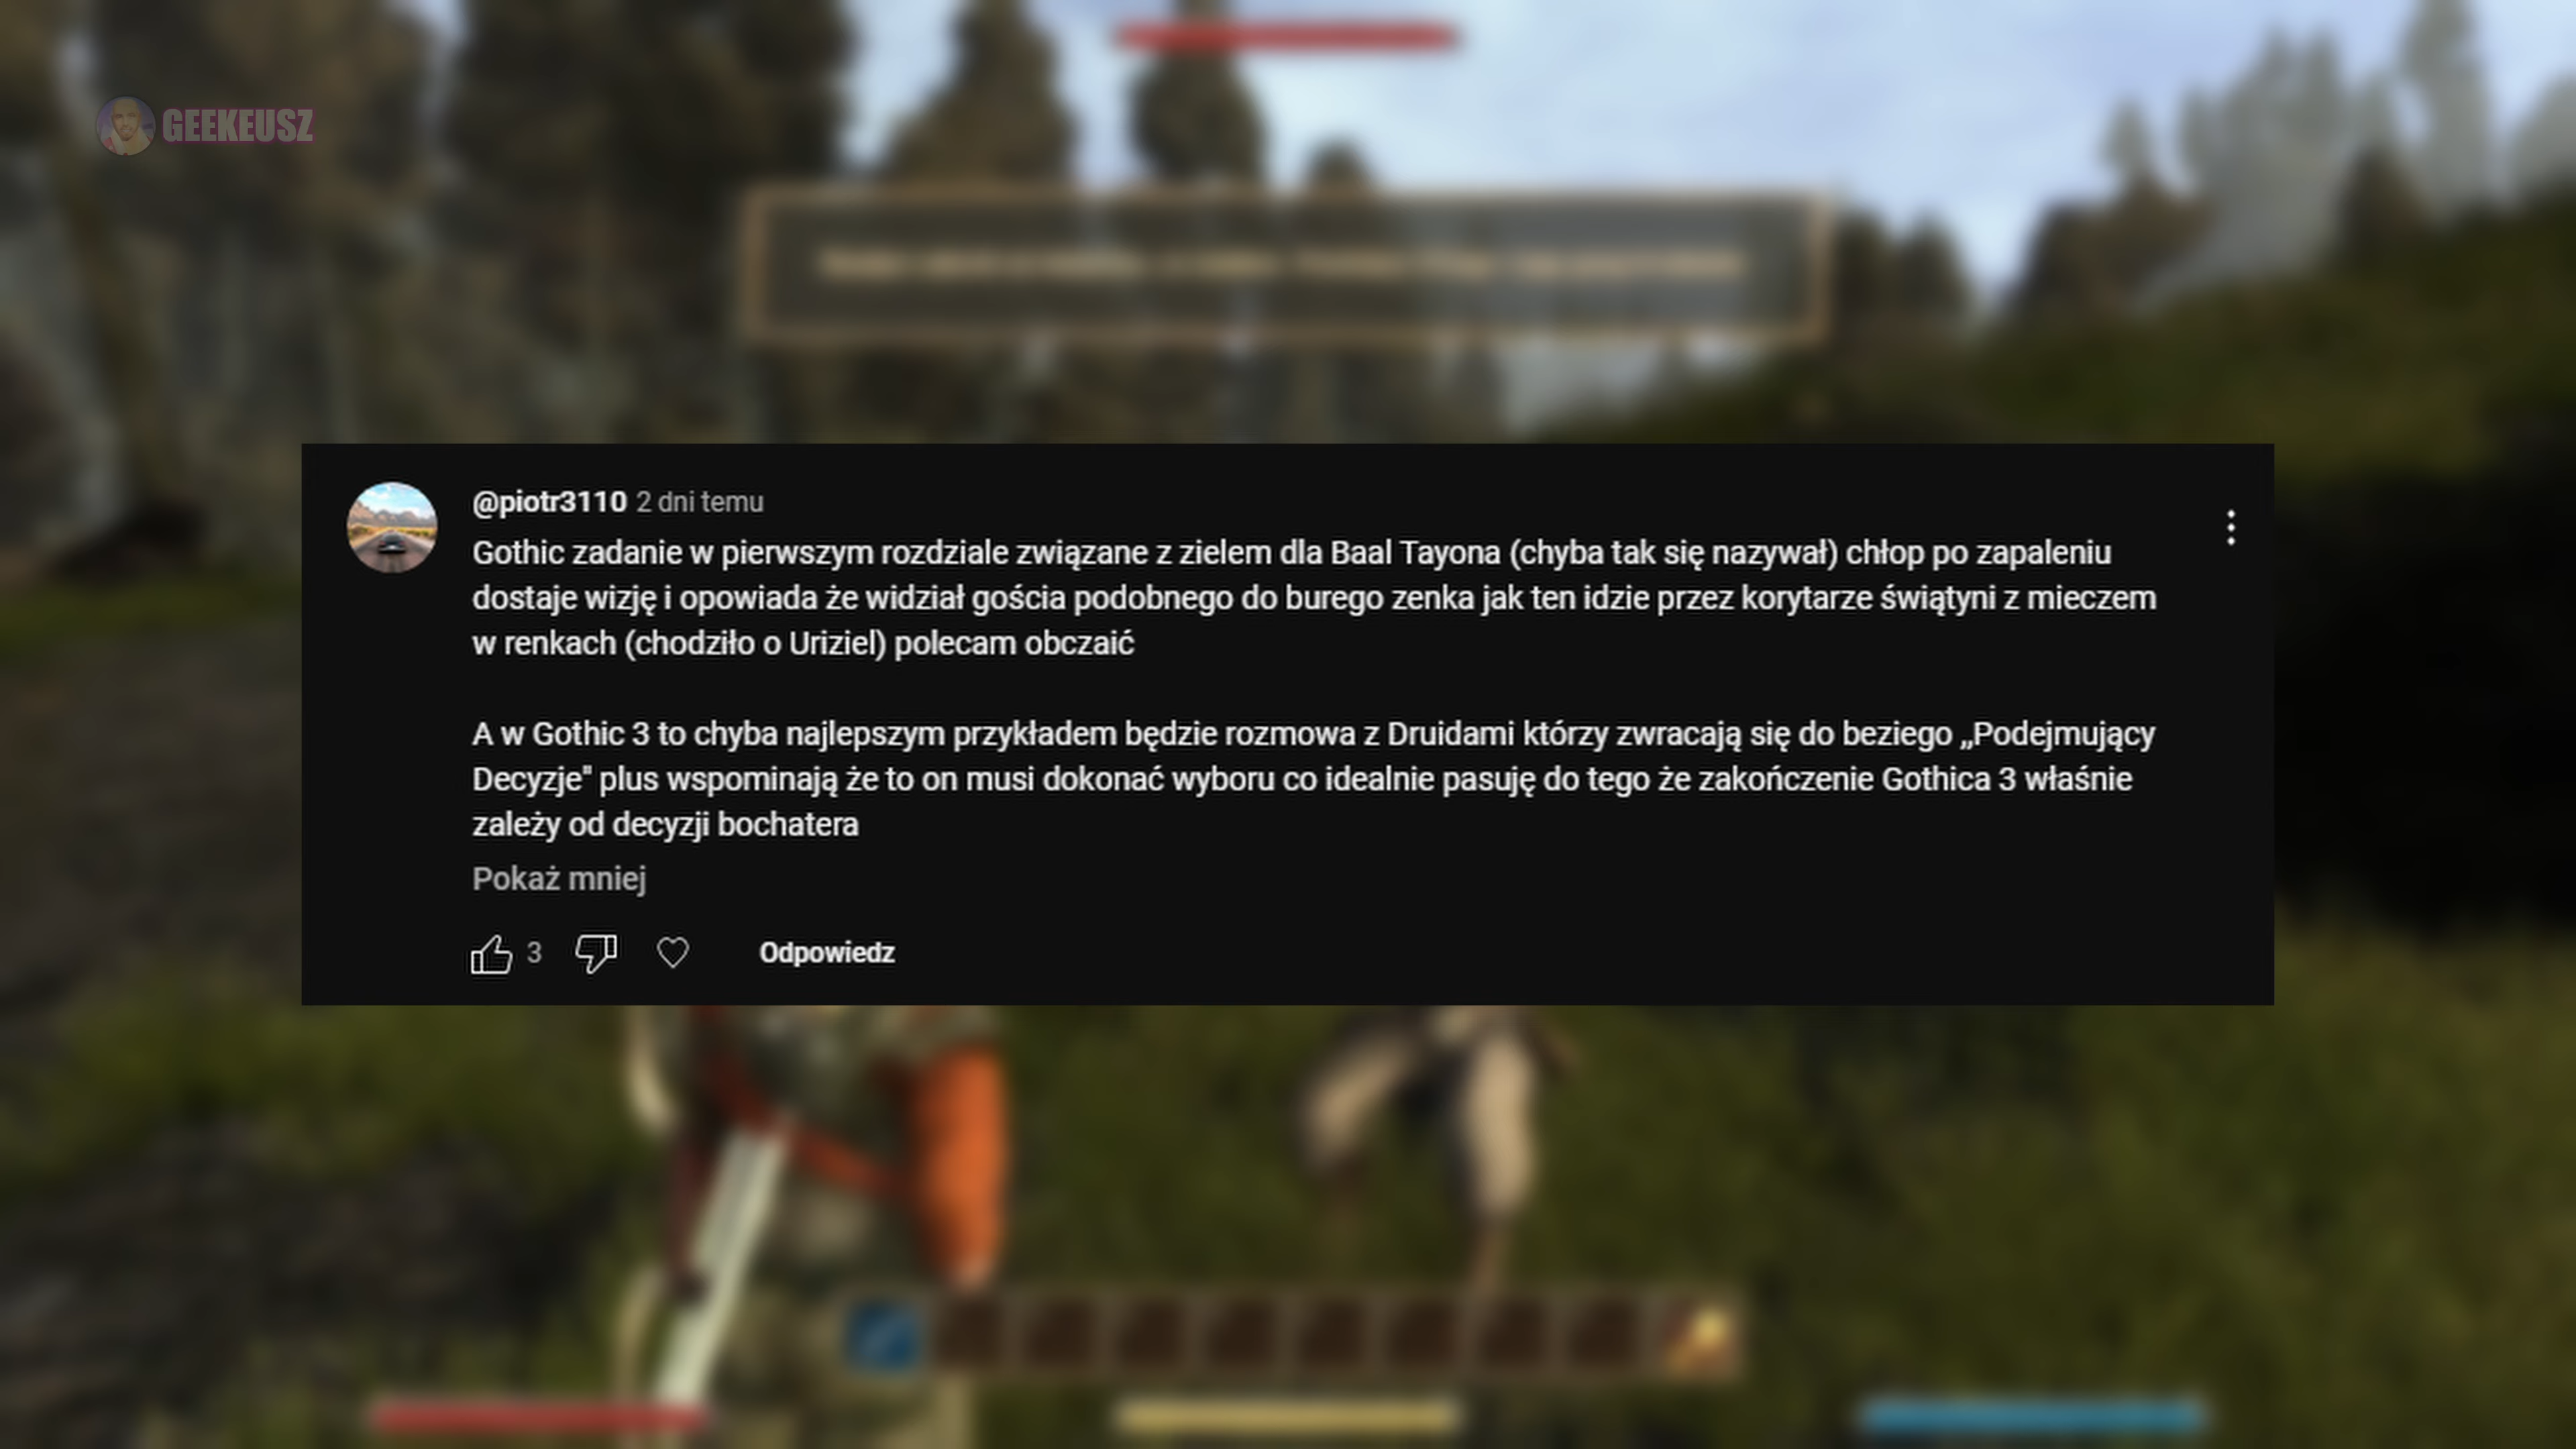 GEEKEUSZ
@piotr3110 2 dni temu
Gothic zadanie w pierwszym rozdziale związane z zielem dla Baal Tayona (chyba tak się nazywał) chłop po zapaleniu
dostaje wizję i opowiada że widział gościa podobnego do burego zenka jak ten idzie przez korytarze świątyni z mieczem
w renkach (chodziło o Uriziel) polecam obczaić
A w Gothic 3 to chyba najlepszym przykładem będzie rozmowa z Druidami którzy zwracają się do beziego „Podejmujący
Decyzje" plus wspominają że to on musi dokonać wyboru co idealnie pasuję do tego że zakończenie Gothica 3 właśnie
zależy od decyzji bochatera
Pokaż mniej
3 Odpowiedz